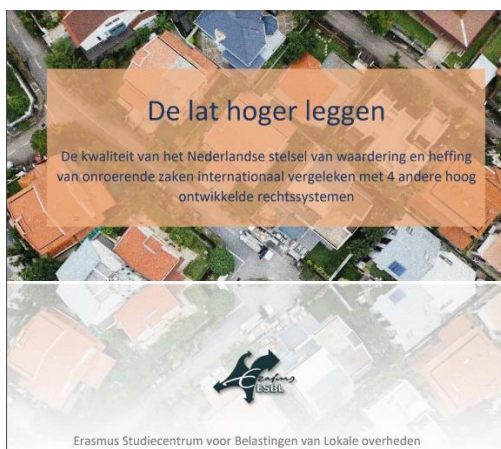 De lat hoger leggen
De kwaliteit van het Nederlandse stelsel van waardering en heffing
van onroerende zaken internationaal vergeleken met 4 andere hoog
ontwikkelde rechtssystemen
Erasmus
ESBL
Erasmus Studiecentrum voor Belastingen van Lokale overheden